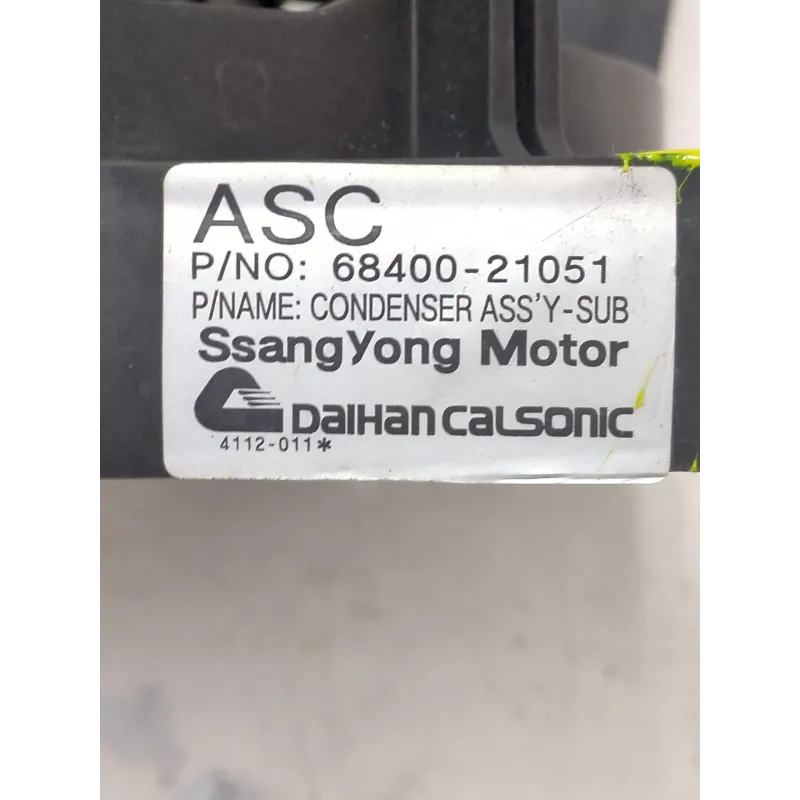 ASC
P/NO: 68400-21051
P/NAME: CONDENSER ASS'Y-SUB
SsangYong Motor
DAIHAN CALSONIC
4112-011*